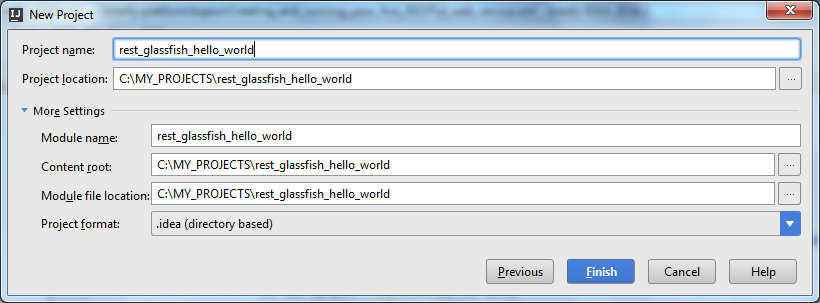 New Project
Project name: rest_glassfish_hello_world
Project location: C:\MY_PROJECTS\rest_glassfish_hello_world ...
More Settings
Module name: rest_glassfish_hello_world
Content root: C:\MY_PROJECTS\rest_glassfish_hello_world ...
Module file location: C:\MY_PROJECTS\rest_glassfish_hello_world ...
Project format: .idea (directory based)
Previous Finish Cancel Help